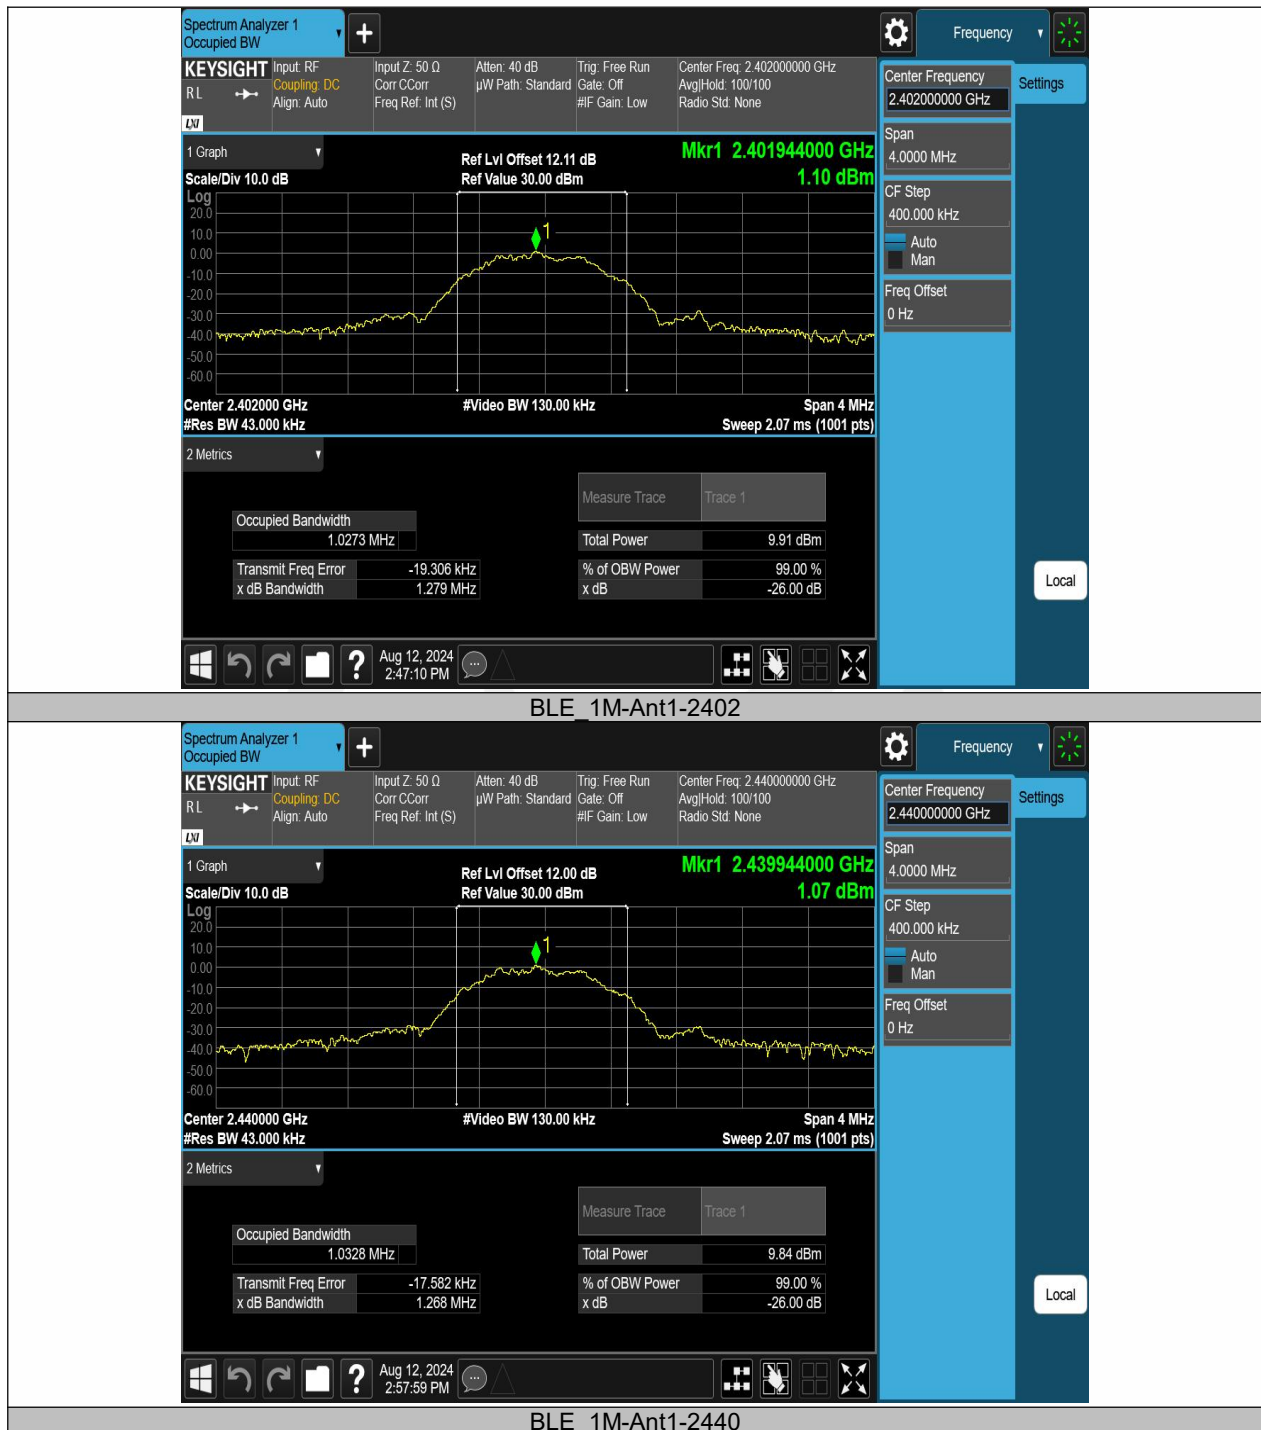 Spectrum Analyzer 1
Occupied BW
+
Frequency
KEYSIGHT
R L
LXI
Input: RF
Coupling: DC
Align: Auto
Input Z: 50 Ω
Corr CCorr
Freq Ref: Int (S)
Atten: 40 dB
µW Path: Standard
Trig: Free Run
Gate: Off
#IF Gain: Low
Center Freq: 2.402000000 GHz
Avg|Hold: 100/100
Radio Std: None
Center Frequency
2.402000000 GHz
Settings
Span
4.0000 MHz
CF Step
400.000 kHz
Auto
Man
Freq Offset
0 Hz
Local
1 Graph
Ref Lvl Offset 12.11 dB
Mkr1 2.401944000 GHz
Scale/Div 10.0 dB
Ref Value 30.00 dBm
1.10 dBm
Log
20.0
10.0
0.00
-10.0
-20.0
-30.0
-40.0
-50.0
-60.0
1
Center 2.402000 GHz
#Video BW 130.00 kHz
Span 4 MHz
#Res BW 43.000 kHz
Sweep 2.07 ms (1001 pts)
2 Metrics
Measure Trace
Trace 1
Occupied Bandwidth
1.0273 MHz
Total Power
9.91 dBm
Transmit Freq Error
-19.306 kHz
% of OBW Power
99.00 %
x dB Bandwidth
1.279 MHz
x dB
-26.00 dB
?
Aug 12, 2024
2:47:10 PM
BLE_1M-Ant1-2402
Spectrum Analyzer 1
Occupied BW
+
Frequency
KEYSIGHT
R L
LXI
Input: RF
Coupling: DC
Align: Auto
Input Z: 50 Ω
Corr CCorr
Freq Ref: Int (S)
Atten: 40 dB
µW Path: Standard
Trig: Free Run
Gate: Off
#IF Gain: Low
Center Freq: 2.440000000 GHz
Avg|Hold: 100/100
Radio Std: None
Center Frequency
2.440000000 GHz
Settings
Span
4.0000 MHz
CF Step
400.000 kHz
Auto
Man
Freq Offset
0 Hz
Local
1 Graph
Ref Lvl Offset 12.00 dB
Mkr1 2.439944000 GHz
Scale/Div 10.0 dB
Ref Value 30.00 dBm
1.07 dBm
Log
20.0
10.0
0.00
-10.0
-20.0
-30.0
-40.0
-50.0
-60.0
1
Center 2.440000 GHz
#Video BW 130.00 kHz
Span 4 MHz
#Res BW 43.000 kHz
Sweep 2.07 ms (1001 pts)
2 Metrics
Measure Trace
Trace 1
Occupied Bandwidth
1.0328 MHz
Total Power
9.84 dBm
Transmit Freq Error
-17.582 kHz
% of OBW Power
99.00 %
x dB Bandwidth
1.268 MHz
x dB
-26.00 dB
?
Aug 12, 2024
2:57:59 PM
BLE_1M-Ant1-2440